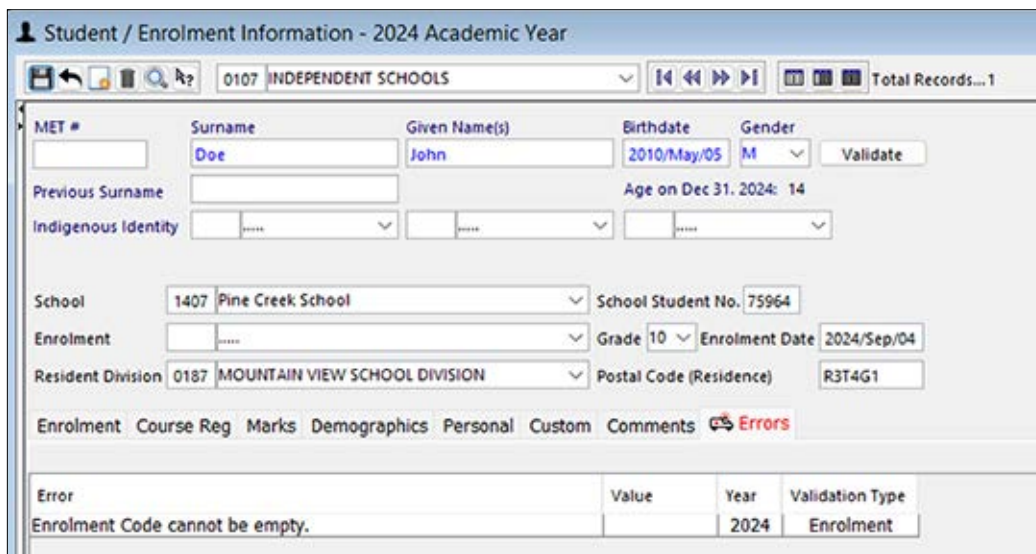 Student / Enrolment Information - 2024 Academic Year
0107 INDEPENDENT SCHOOLS Total Records... 1
MET # Surname Given Name(s) Birthdate Gender
Doe John 2010/May/05 M Validate
Previous Surname Age on Dec 31. 2024: 14
Indigenous Identity ..... ..... .....
School 1407 Pine Creek School School Student No. 75964
Enrolment ..... Grade 10 Enrolment Date 2024/Sep/04
Resident Division 0187 MOUNTAIN VIEW SCHOOL DIVISION Postal Code (Residence) R3T4G1
Enrolment Course Reg Marks Demographics Personal Custom Comments Errors
Error Value Year Validation Type
Enrolment Code cannot be empty. 2024 Enrolment